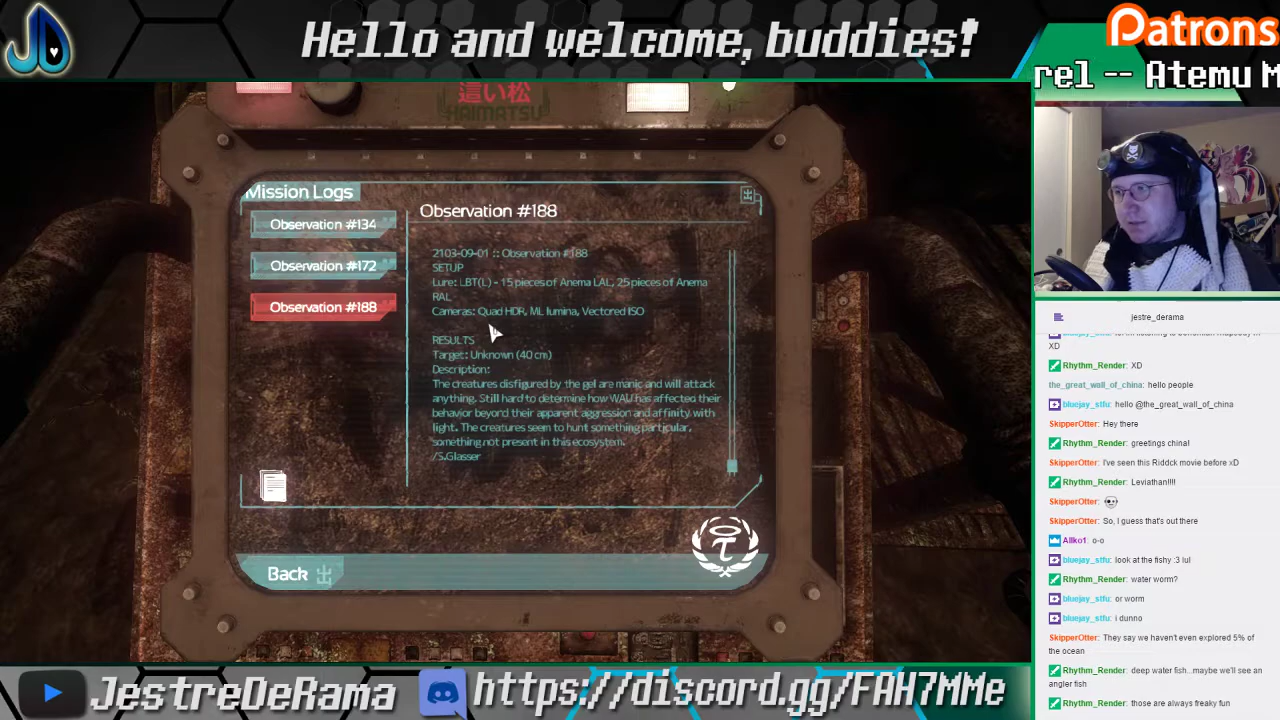 Hello and welcome, buddies!
Patrons
rel -- Atemu M
這い松
HAIMATSU
Mission Logs
Observation #134
Observation #172
Observation #188
Observation #188
2103-09-01 :: Observation #188
SETUP
Lure: LBT(L) - 15 pieces of Anema LAL, 25 pieces of Anema
RAL
Cameras: Quad HDR, ML lumina, Vectored ISO
RESULTS
Target: Unknown (40 cm)
Description:
The creatures disfigured by the gel are manic and will attack
anything. Still hard to determine how WAU has affected their
behavior beyond their apparent aggression and affinity with
light. The creatures seem to hunt something particular,
something not present in this ecosystem.
/S.Glasser
Back 出
τ
jestre_derama
XD
Rhythm_Render: XD
the_great_wall_of_china: hello people
bluejay_stfu: hello @the_great_wall_of_china
SkipperOtter: Hey there
Rhythm_Render: greetings china!
SkipperOtter: I've seen this Riddck movie before xD
Rhythm_Render: Leviathan!!!!
SkipperOtter:
SkipperOtter: So, I guess that's out there
Allko1: o-o
bluejay_stfu: look at the fishy :3 lul
Rhythm_Render: water worm?
bluejay_stfu: or worm
bluejay_stfu: i dunno
SkipperOtter: They say we haven't even explored 5% of
the ocean
Rhythm_Render: deep water fish...maybe we'll see an
angler fish
Rhythm_Render: those are always freaky fun
JestreDeRama
https://discord.gg/FAH7MMe
JD